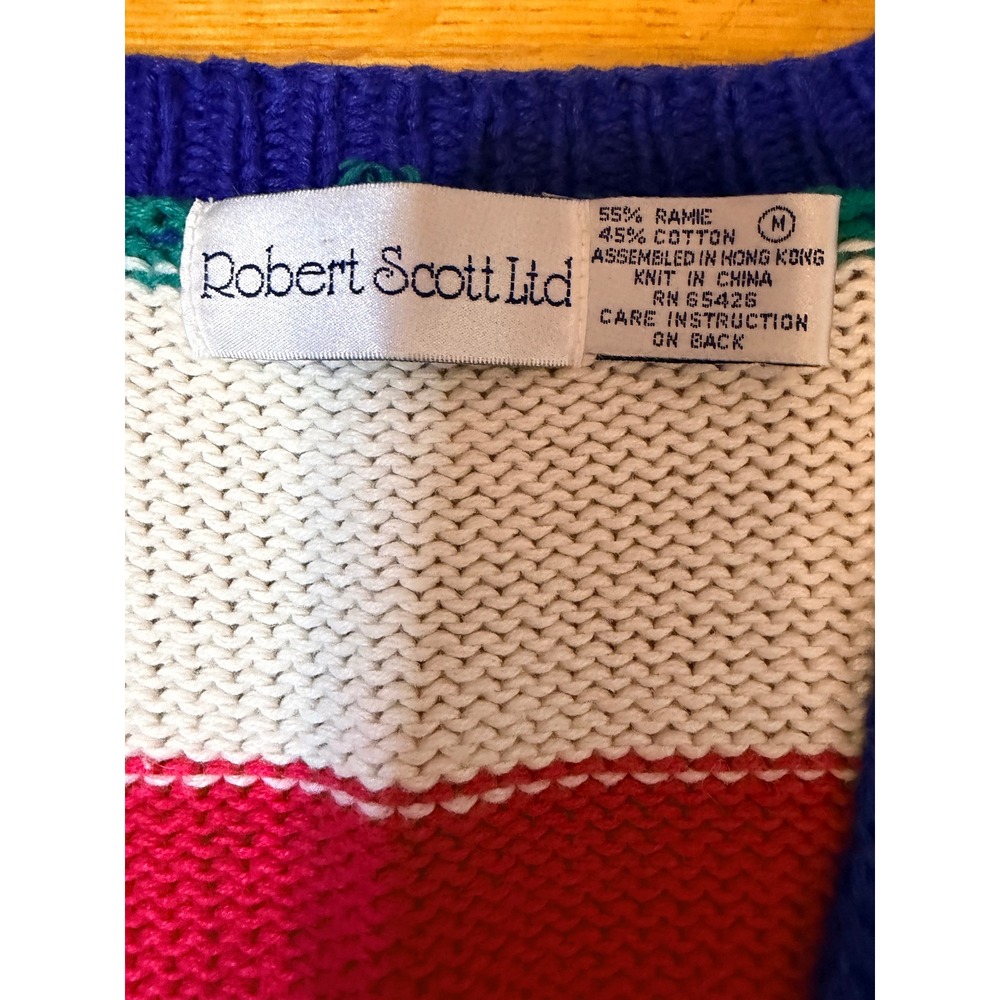 Robert Scott Ltd
55% RAMIE
45% COTTON
M
ASSEMBLED IN HONG KONG
KNIT IN CHINA
RN 65426
CARE INSTRUCTION
ON BACK